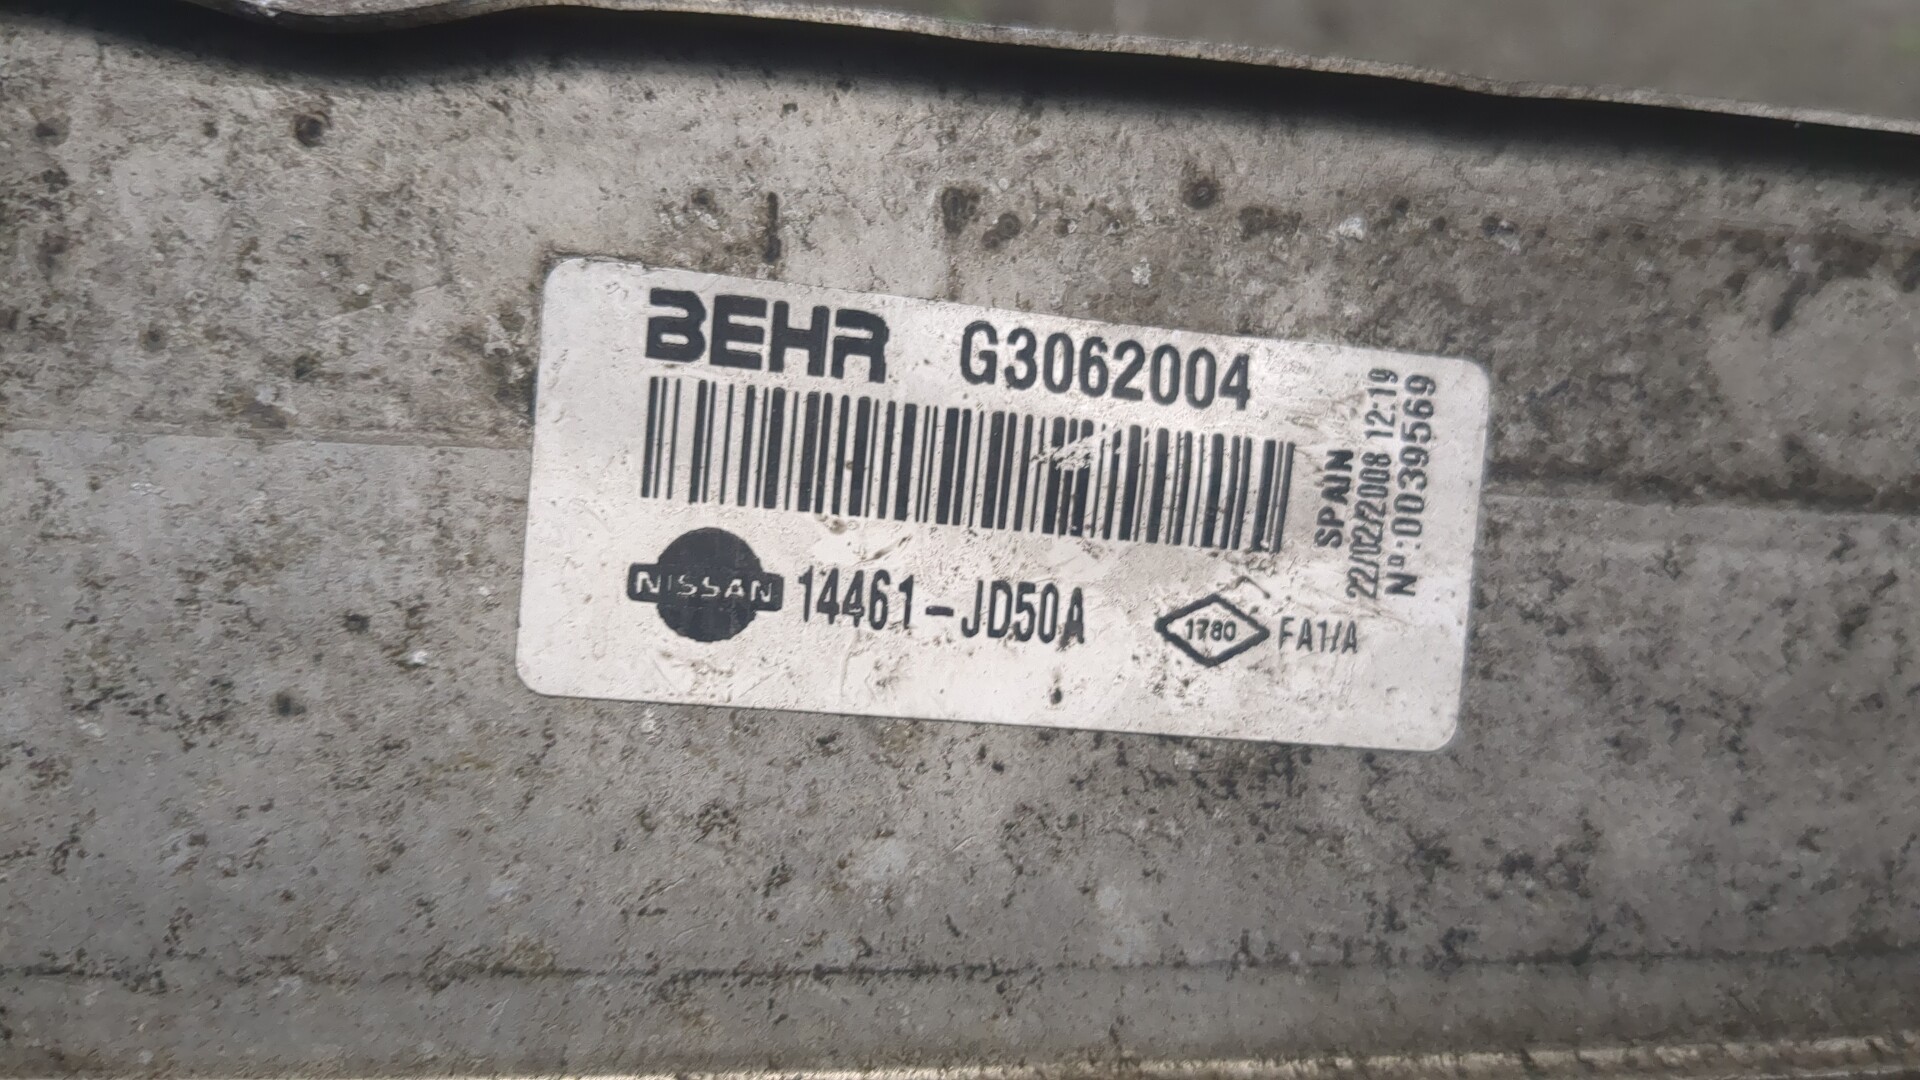 BEHR G3062004
NISSAN 14461-JD50A
1780 FA1/A
SPAIN
22/02/2008 12:19
Nº:0039569